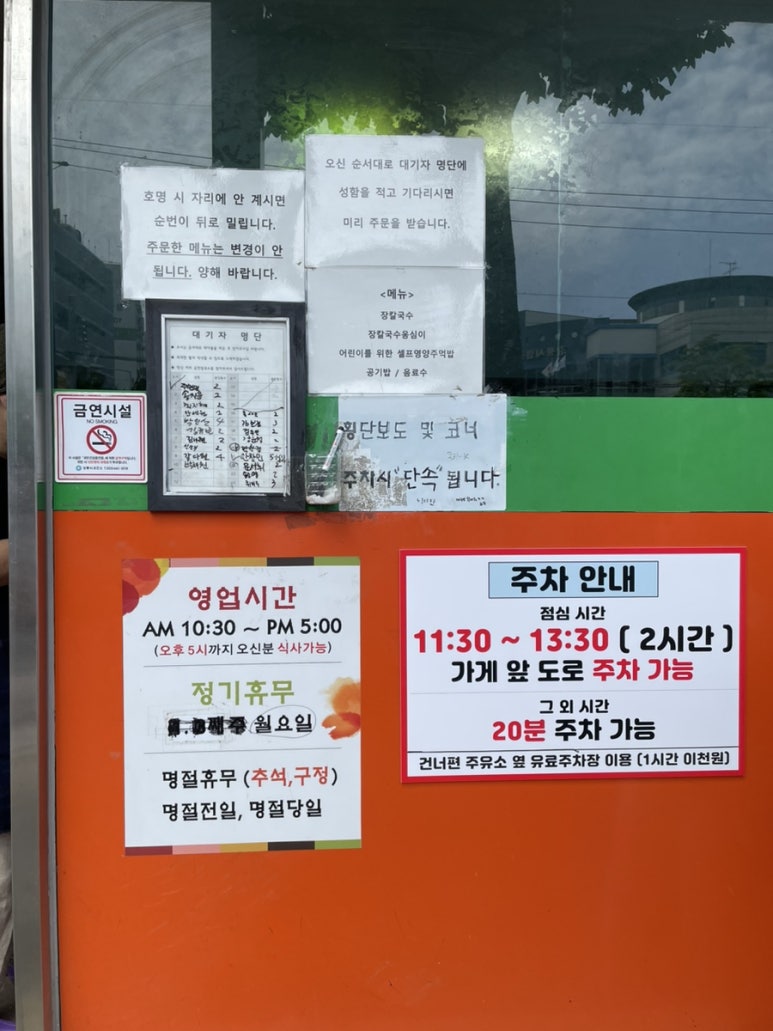 오신 순서대로 대기자 명단에
성함을 적고 기다리시면
미리 주문을 받습니다.
호명 시 자리에 안 계시면
순번이 뒤로 밀립니다.
주문한 메뉴는 변경이 안
됩니다. 양해 바랍니다.
<메뉴>
장칼국수
장칼국수옹심이
어린이를 위한 셀프영양주먹밥
공기밥 / 음료수
대기자 명단
금연시설
NO SMOKING
횡단보도 및 코너
주차시 "단속" 됩니다.
영업시간
AM 10:30 ~ PM 5:00
(오후 5시까지 오신분 식사가능)
정기휴무
월요일
명절휴무 (추석,구정)
명절전일, 명절당일
주차 안내
점심 시간
11:30 ~ 13:30 ( 2시간 )
가게 앞 도로 주차 가능
그 외 시간
20분 주차 가능
건너편 주유소 옆 유료주차장 이용 (1시간 이천원)